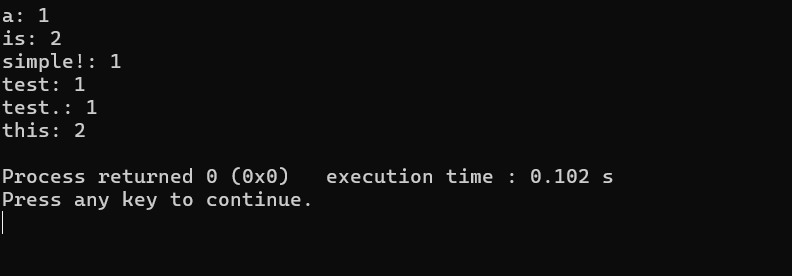 a: 1
is: 2
simple!: 1
test: 1
test.: 1
this: 2
Process returned 0 (0x0)   execution time : 0.102 s
Press any key to continue.